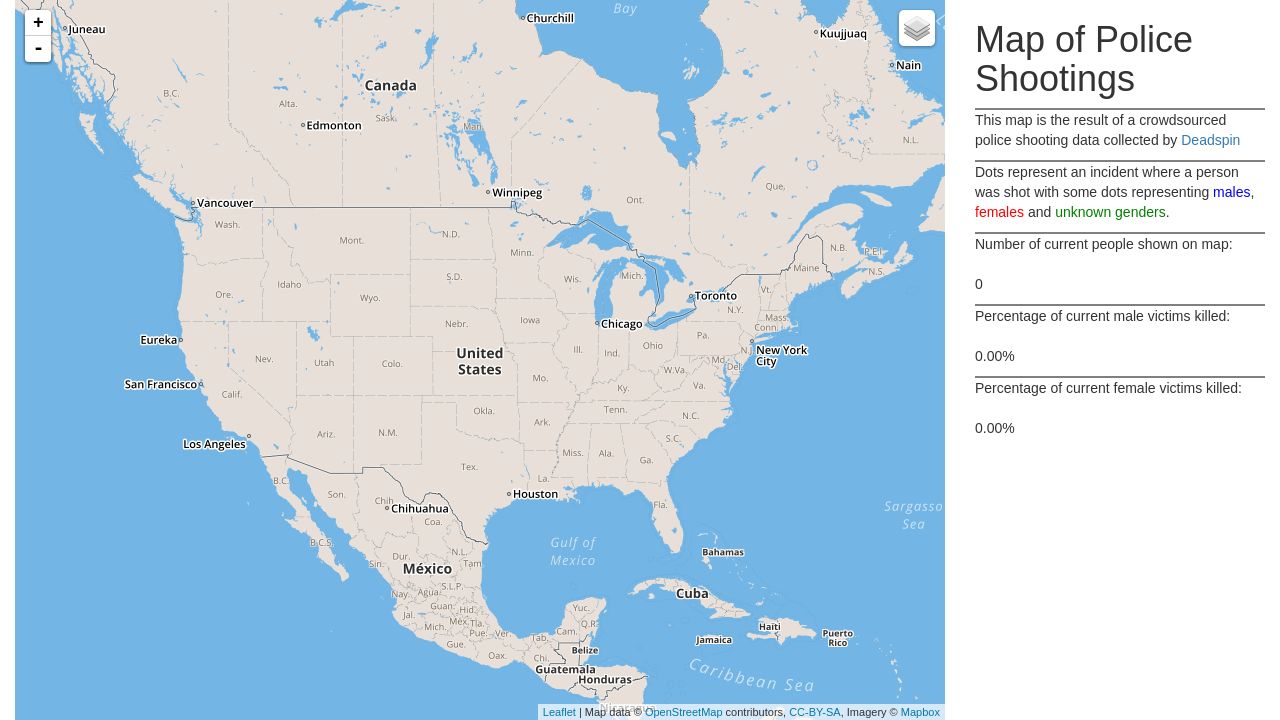 +
-
Juneau
Churchill
Bay
Kuujjuaq
Nain
B.C.
Alta.
Canada
Sask.
Man.
Edmonton
N.L.
Vancouver
Winnipeg
Que.
Ont.
Wash.
Mont.
N.D.
Minn.
N.B.
P.E.I.
Maine
N.S.
Ore.
Idaho
S.D.
Wis.
Mich.
Vt.
Wyo.
Toronto
N.Y.
Mass.
Conn.
Eureka
Nebr.
Iowa
Chicago
Pa.
N.J.
New York
City
Nev.
Utah
Colo.
United
States
Ill.
Ind.
Ohio
Md.
Del.
San Francisco
Calif.
Mo.
Ky.
W.Va.
Va.
Los Angeles
Ariz.
N.M.
Okla.
Ark.
Tenn.
N.C.
S.C.
Tex.
Miss.
Ala.
Ga.
La.
B.C.
Son.
Chih.
Chihuahua
Coa.
Houston
Fla.
Sargasso
Sea
B.C.S.
Sin.
Dur.
N.L.
Tam.
Gulf of
Mexico
Bahamas
México
Nay.
Agua.
S.L.P.
Cuba
Jal.
Gua.
Hid.
Yuc.
Q.R.
Mich.
Méx.
Tla.
Pue.
Ver.
Cam.
Tab.
Gue.
Oax.
Chi.
Haïti
Jamaica
Puerto
Rico
Belize
Guatemala
Honduras
Nicaragua
Caribbean Sea
Leaflet | Map data © OpenStreetMap contributors, CC-BY-SA, Imagery © Mapbox
Map of Police
Shootings
This map is the result of a crowdsourced
police shooting data collected by Deadspin
Dots represent an incident where a person
was shot with some dots representing males,
females and unknown genders.
Number of current people shown on map:
0
Percentage of current male victims killed:
0.00%
Percentage of current female victims killed:
0.00%